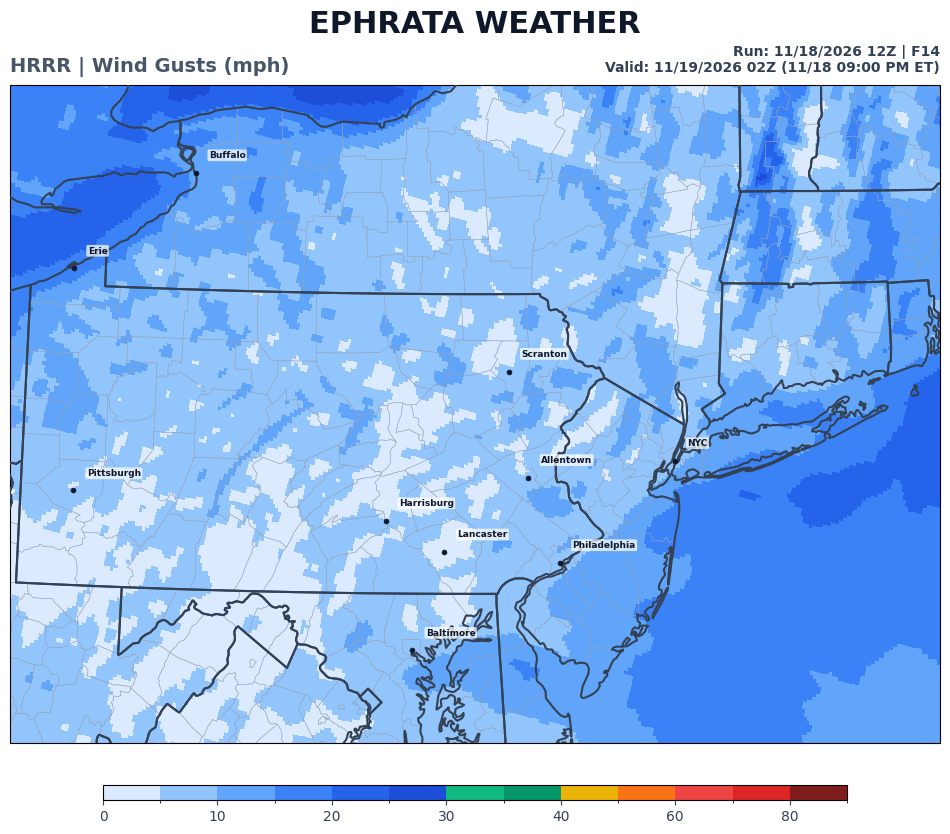 EPHRATA WEATHER
HRRR | Wind Gusts (mph)
Run: 11/18/2026 12Z | F14
Valid: 11/19/2026 02Z (11/18 09:00 PM ET)
Buffalo
Erie
Scranton
NYC
Allentown
Pittsburgh
Harrisburg
Lancaster
Philadelphia
Baltimore
0 10 20 30 40 50 60 70 80